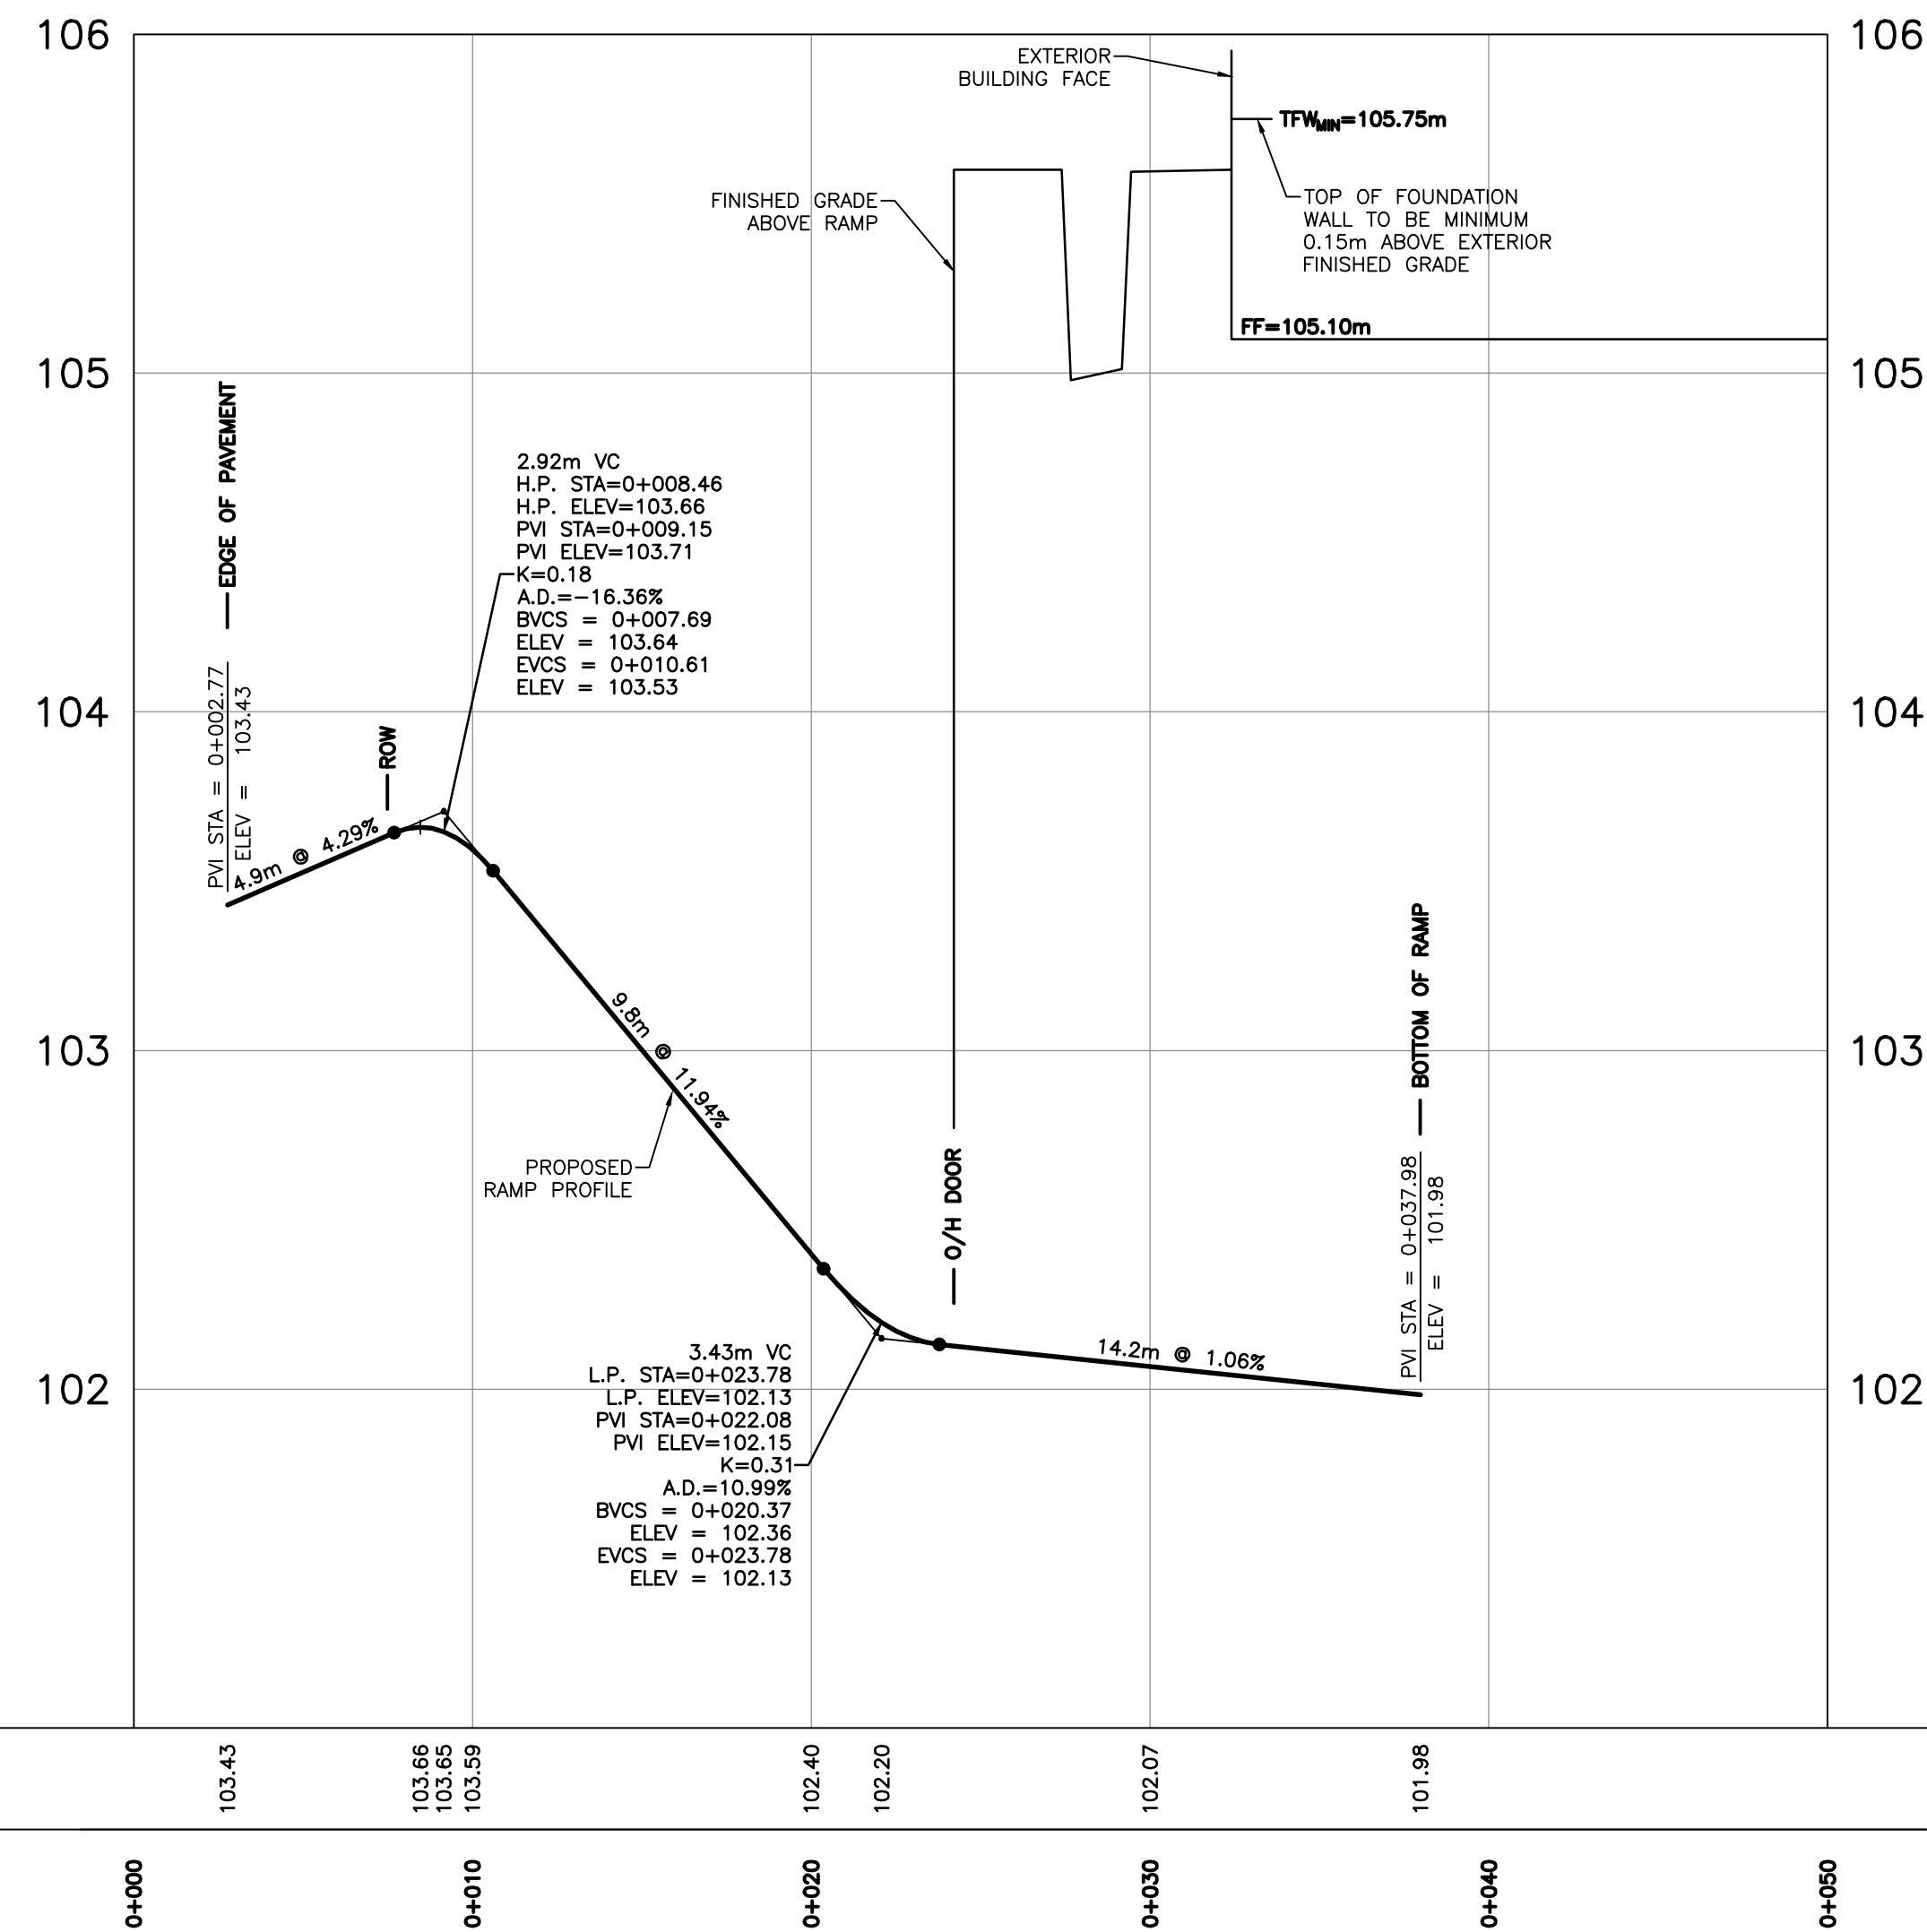 106
106
EXTERIOR
BUILDING FACE
TFWMIN=105.75m
FINISHED GRADE
ABOVE RAMP
TOP OF FOUNDATION
WALL TO BE MINIMUM
0.15m ABOVE EXTERIOR
FINISHED GRADE
FF=105.10m
105
105
EDGE OF PAVEMENT
2.92m VC
H.P. STA=0+008.46
H.P. ELEV=103.66
PVI STA=0+009.15
PVI ELEV=103.71
K=0.18
A.D.=-16.36%
BVCS = 0+007.69
ELEV = 103.64
EVCS = 0+010.61
ELEV = 103.53
PVI STA = 0+002.77
ELEV = 103.43
104
104
ROW
4.9m @ 4.29%
BOTTOM OF RAMP
9.8m @ 11.94%
103
103
PROPOSED
RAMP PROFILE
O/H DOOR
PVI STA = 0+037.98
ELEV = 101.98
14.2m @ 1.06%
3.43m VC
L.P. STA=0+023.78
L.P. ELEV=102.13
PVI STA=0+022.08
PVI ELEV=102.15
K=0.31
A.D.=10.99%
BVCS = 0+020.37
ELEV = 102.36
EVCS = 0+023.78
ELEV = 102.13
102
102
103.43
103.66
103.65
103.59
102.40
102.20
102.07
101.98
0+000
0+010
0+020
0+030
0+040
0+050